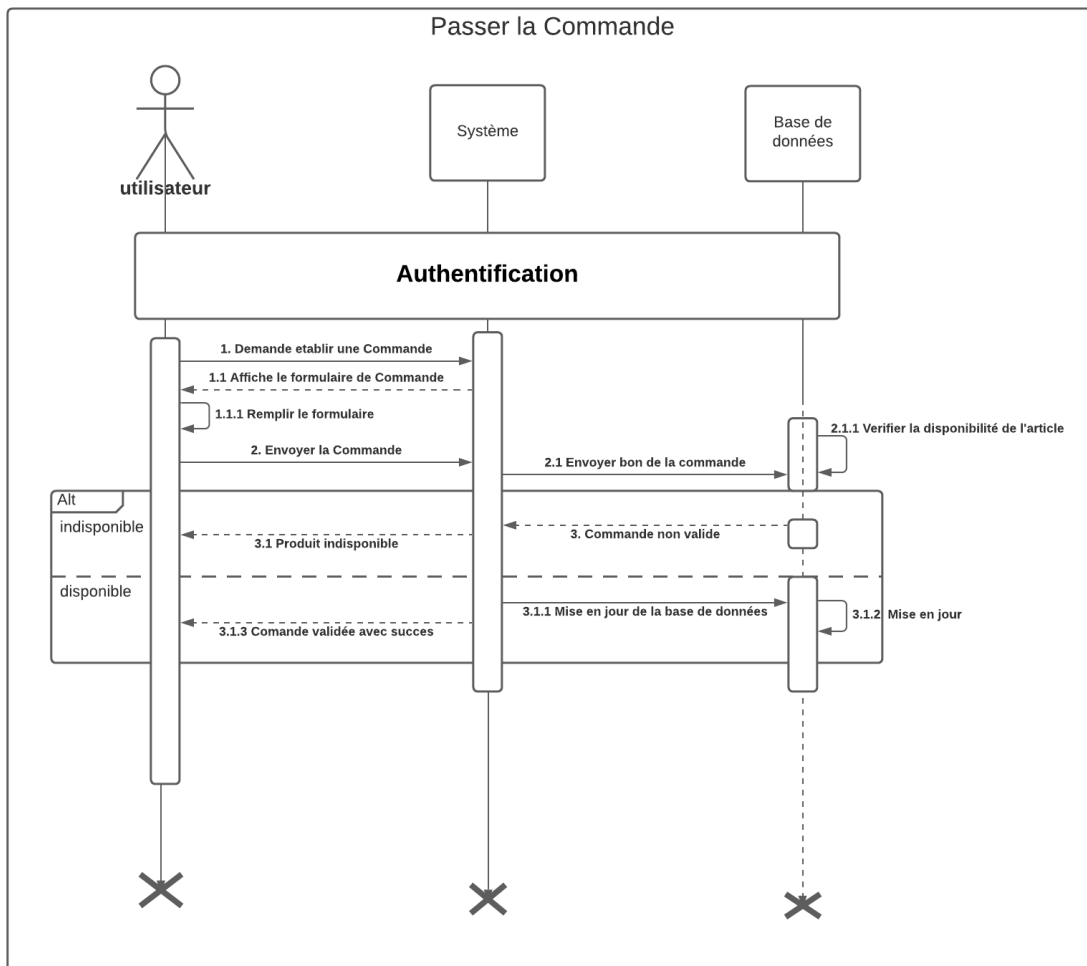 Passer la Commande
utilisateur
Système
Base de
données
Authentification
1. Demande etablir une Commande
1.1 Affiche le formulaire de Commande
1.1.1 Remplir le formulaire
2.1.1 Verifier la disponibilité de l'article
2. Envoyer la Commande
2.1 Envoyer bon de la commande
Alt
indisponible
3. Commande non valide
3.1 Produit indisponible
disponible
3.1.1 Mise en jour de la base de données
3.1.2 Mise en jour
3.1.3 Comande validée avec succes